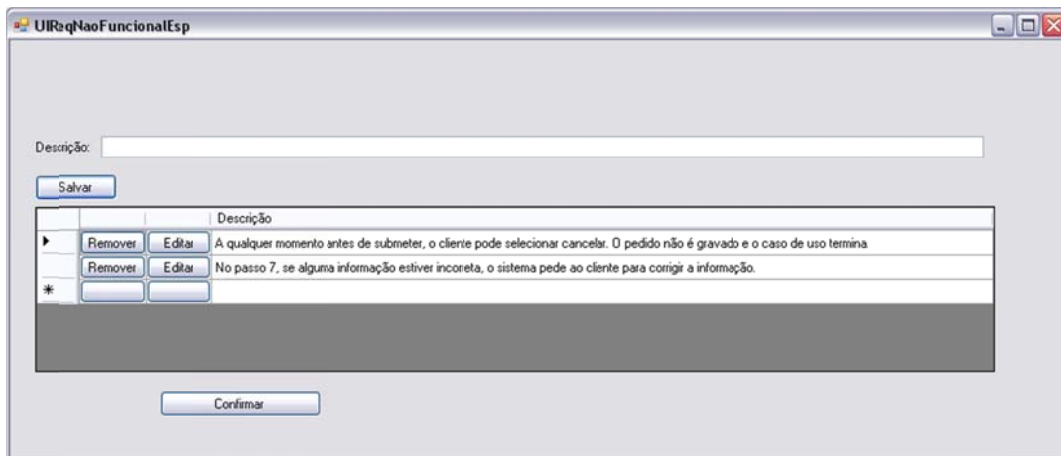 UIReqNaoFuncionalEsp
Descrição:
Salvar
Descrição
Remover Editar A qualquer momento antes de submeter, o cliente pode selecionar cancelar. O pedido não é gravado e o caso de uso termina.
Remover Editar No passo 7, se alguma informação estiver incoreta, o sistema pede ao cliente para corrigir a informação.
Confirmar